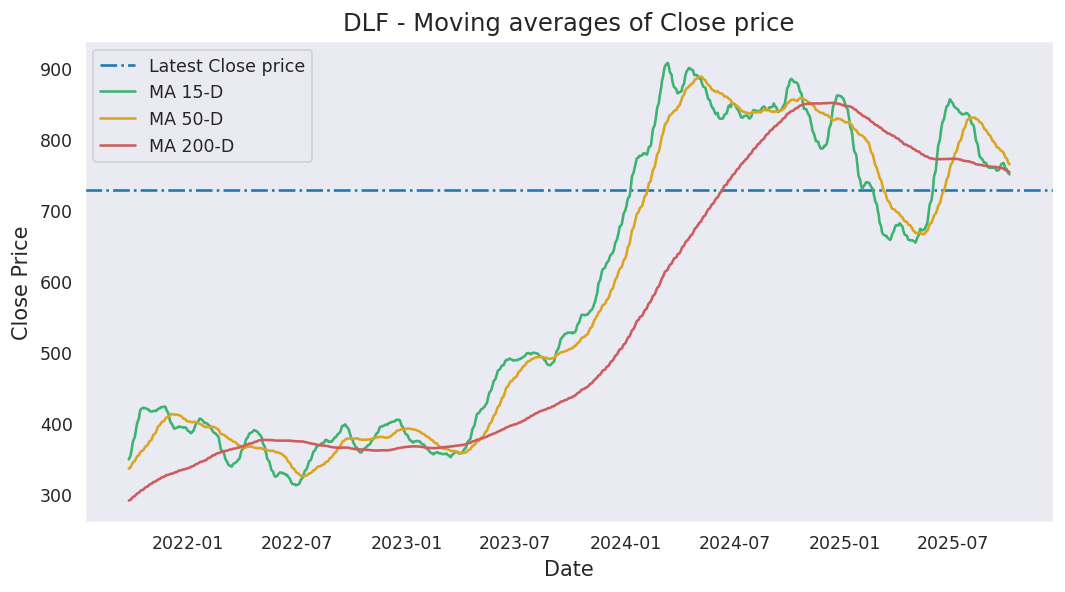 DLF - Moving averages of Close price
Latest Close price
MA 15-D
MA 50-D
MA 200-D
900
800
700
600
500
400
300
Close Price
2022-01
2022-07
2023-01
2023-07
2024-01
2024-07
2025-01
2025-07
Date